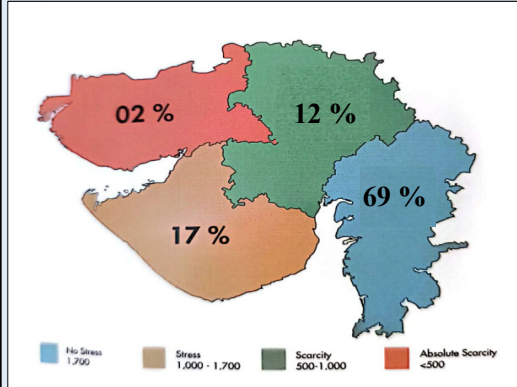 02 %
12 %
69 %
17 %
No Stress
1,700
Stress
1,000 - 1,700
Scarcity
500-1,000
Absolute Scarcity
<500